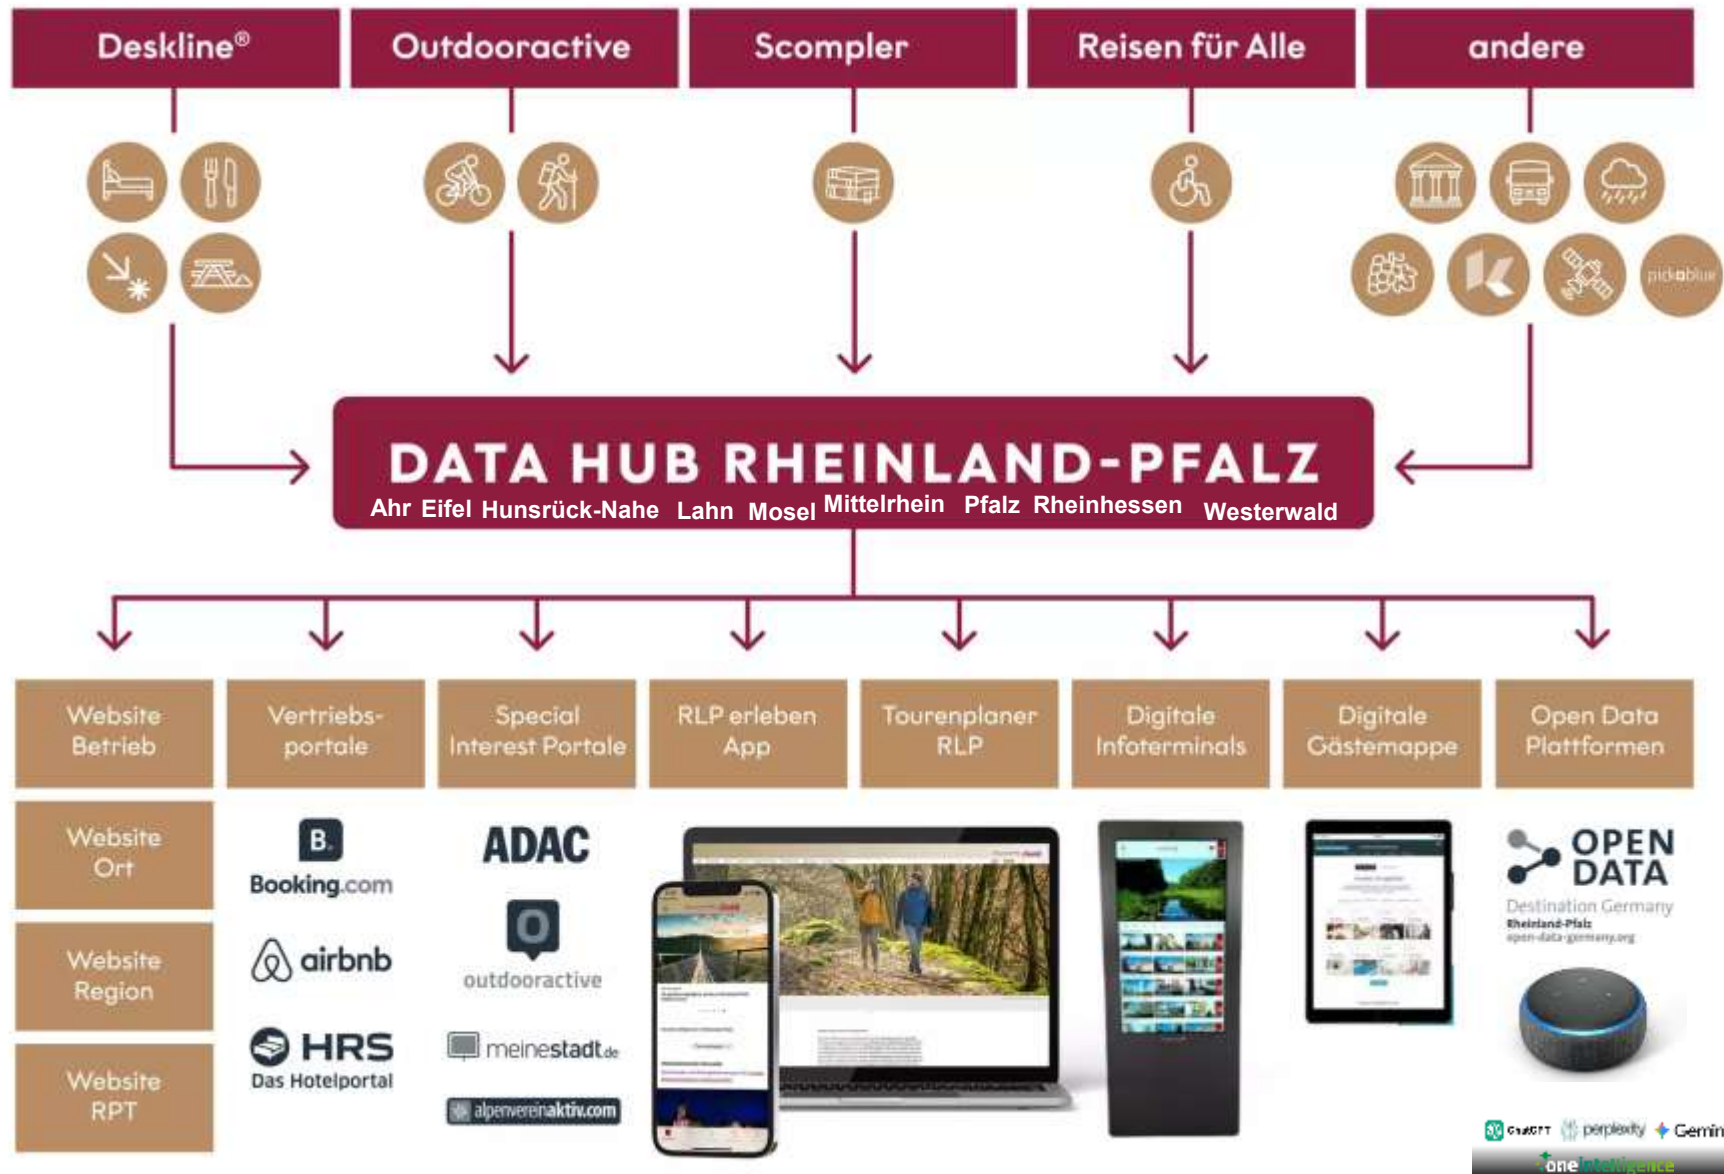 Deskline®
Outdooractive
Scompler
Reisen für Alle
andere
pickablue
DATA HUB RHEINLAND-PFALZ
Ahr Eifel Hunsrück-Nahe Lahn Mosel Mittelrhein Pfalz Rheinhessen Westerwald
Website
Betrieb
Vertriebs-
portale
Special
Interest Portale
RLP erleben
App
Tourenplaner
RLP
Digitale
Infoterminals
Digitale
Gästemappe
Open Data
Plattformen
Website
Ort
Website
Region
Website
RPT
B.
Booking.com
airbnb
HRS
Das Hotelportal
ADAC
outdooractive
meinestadt.de
alpenvereinaktiv.com
OPEN
DATA
Destination Germany
Rheinland-Pfalz
open-data-germany.org
ChatGPT perplexity Gemin
one intelligence